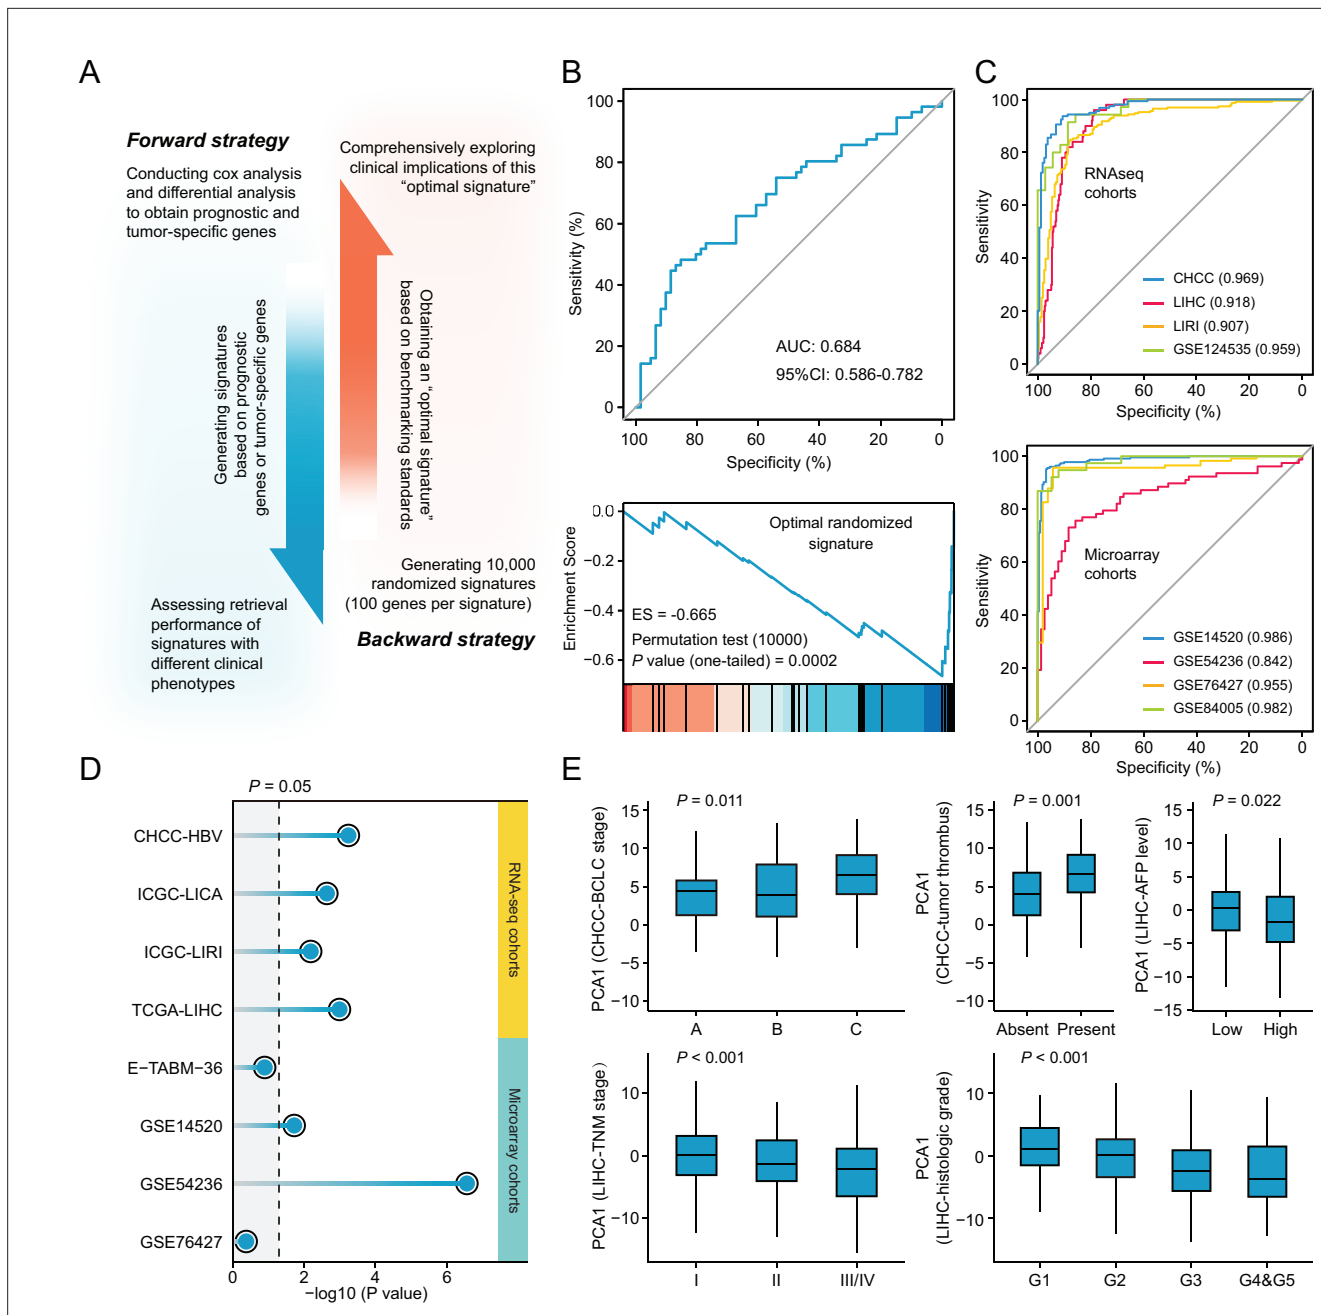 A
Forward strategy
Conducting cox analysis
and differential analysis
to obtain prognostic and
tumor-specific genes
Generating signatures
based on prognostic
genes or tumor-specific genes
Assessing retrieval
performance of
signatures with
different clinical
phenotypes
Comprehensively exploring
clinical implications of this
“optimal signature”
Obtaining an “optimal signature”
based on benchmarking standards
Generating 10,000
randomized signatures
(100 genes per signature)
Backward strategy
B
Sensitivity (%)
100
80
60
40
20
0
AUC: 0.684
95%CI: 0.586-0.782
100 80 60 40 20 0
Specificity (%)
Enrichment Score
0.0
−0.2
−0.4
−0.6
Optimal randomized
signature
ES = -0.665
Permutation test (10000)
P value (one-tailed) = 0.0002
C
Sensitivity
100
80
60
40
20
0
RNAseq
cohorts
CHCC (0.969)
LIHC (0.918)
LIRI (0.907)
GSE124535 (0.959)
100 80 60 40 20 0
Specificity (%)
Sensitivity
100
80
60
40
20
0
Microarray
cohorts
GSE14520 (0.986)
GSE54236 (0.842)
GSE76427 (0.955)
GSE84005 (0.982)
100 80 60 40 20 0
Specificity (%)
D
P = 0.05
CHCC-HBV
ICGC-LICA
ICGC-LIRI
TCGA-LIHC
E−TABM−36
GSE14520
GSE54236
GSE76427
RNA-seq cohorts
Microarray cohorts
0 2 4 6
−log10 (P value)
E
PCA1 (CHCC-BCLC stage)
P = 0.011
15
10
5
0
−5
−10
A B C
PCA1
(CHCC-tumor thrombus)
P = 0.001
15
10
5
0
−5
−10
Absent Present
PCA1 (LIHC-AFP level)
P = 0.022
15
10
5
0
−5
−10
−15
Low High
PCA1 (LIHC-TNM stage)
P < 0.001
10
0
−10
I II III/IV
PCA1
(LIHC-histologic grade)
P < 0.001
10
0
−10
G1 G2 G3 G4&G5